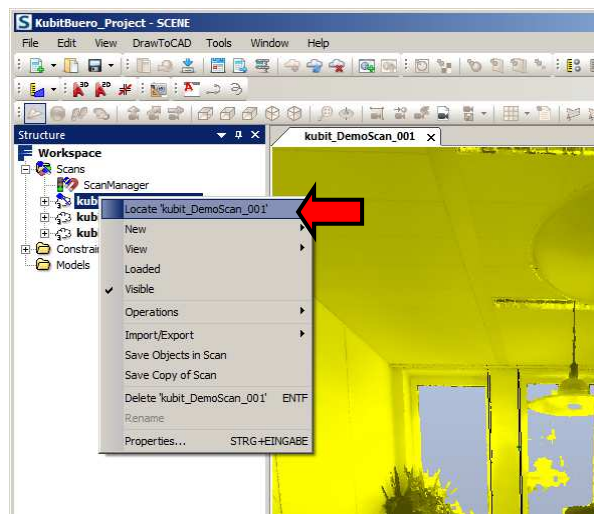 KubitBuero_Project - SCENE
File Edit View DrawToCAD Tools Window Help
Structure
kubit_DemoScan_001 x
Workspace
Scans
ScanManager
kub
kubi
kubi
Constrai
Models
Locate 'kubit_DemoScan_001'
New
View
Loaded
Visible
Operations
Import/Export
Save Objects in Scan
Save Copy of Scan
Delete 'kubit_DemoScan_001' ENTF
Rename
Properties... STRG+EINGABE